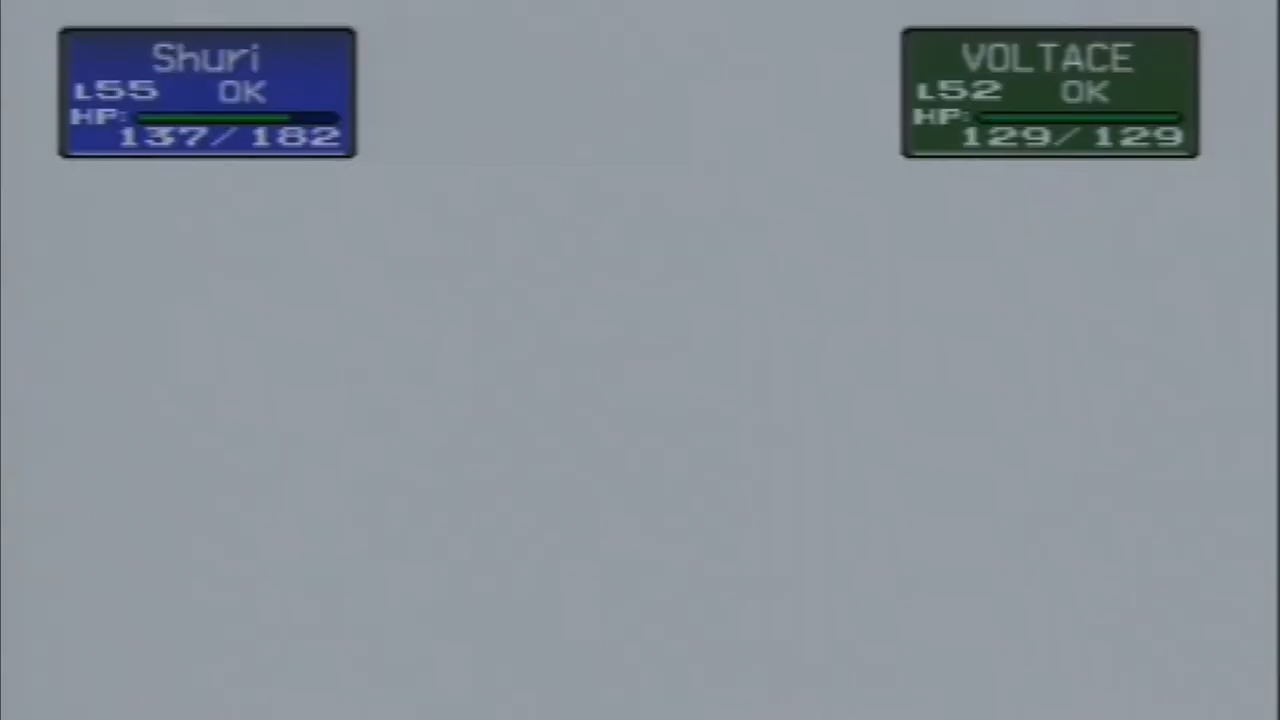 Shuri
L55 OK
HP:
137/182
VOLTACE
L52 OK
HP:
129/129